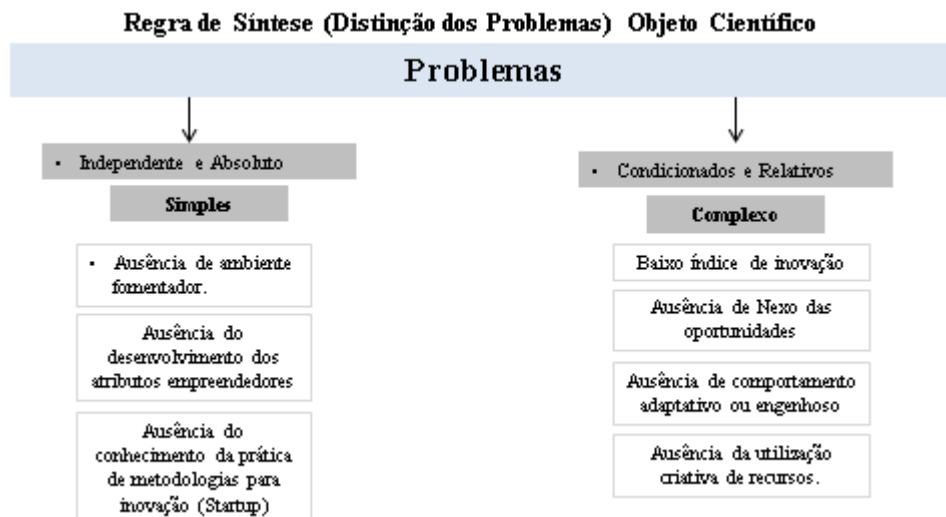 Regra de Síntese (Distinção dos Problemas) Objeto Científico
Problemas
• Independente e Absoluto
Simples
• Ausência de ambiente
fomentador.
Ausência do
desenvolvimento dos
atributos empreendedores
Ausência do
conhecimento da prática
de metodologias para
inovação (Startup)
• Condicionados e Relativos
Complexo
Baixo índice de inovação
Ausência de Nexo das
oportunidades
Ausência de comportamento
adaptativo ou engenhoso
Ausência da utilização
criativa de recursos.